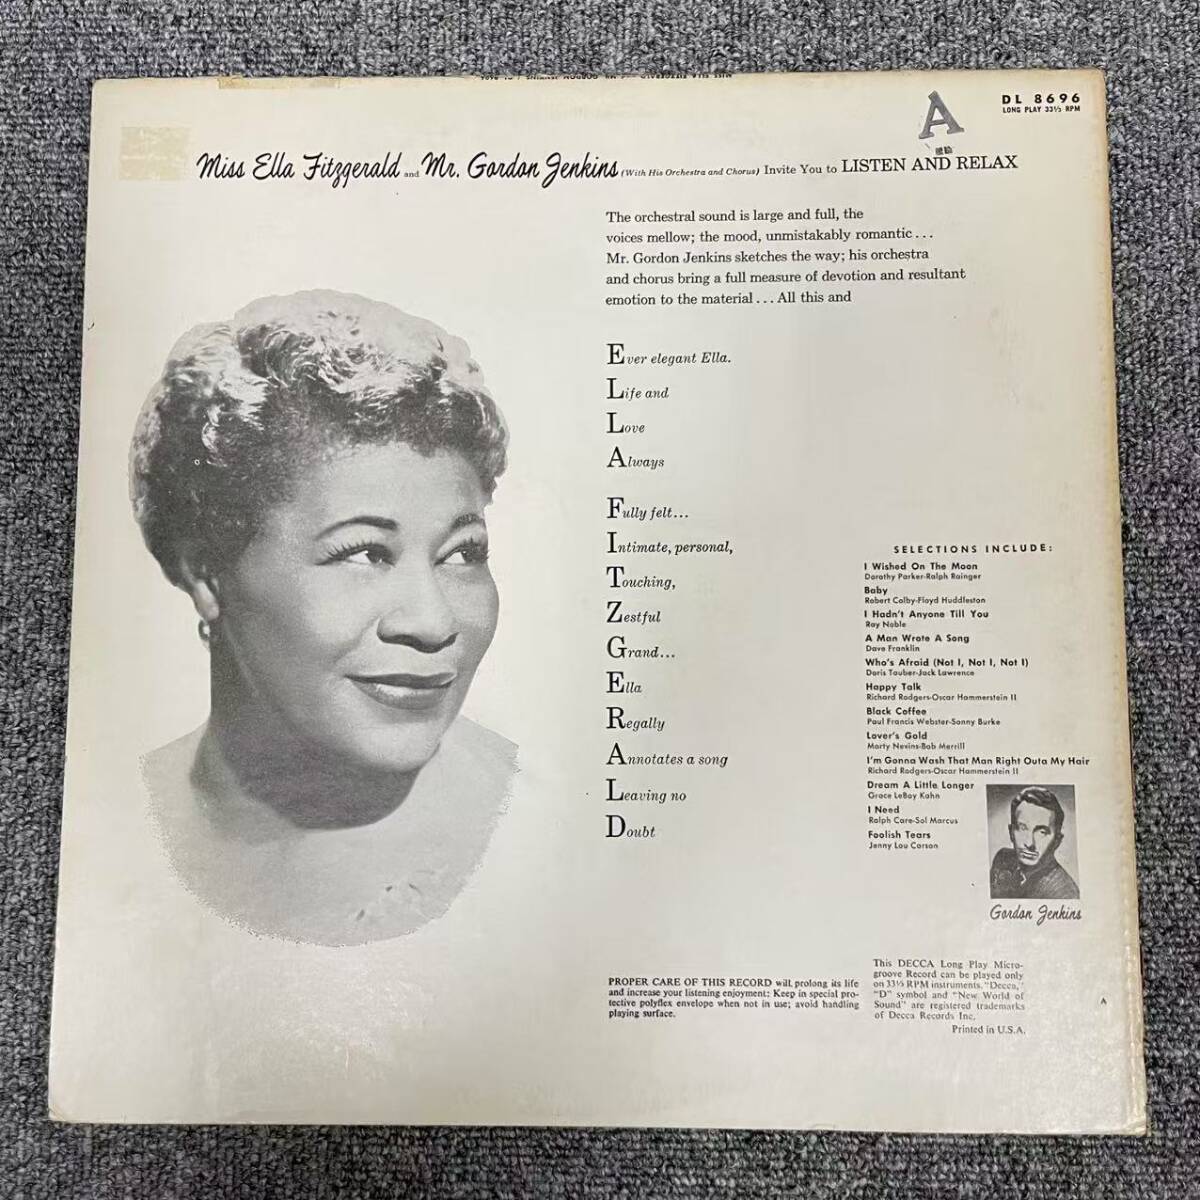 DL 8696
LONG PLAY 33⅓ RPM
A
Miss Ella Fitzgerald and Mr. Gordon Jenkins (With His Orchestra and Chorus) Invite You to LISTEN AND RELAX
The orchestral sound is large and full, the
voices mellow; the mood, unmistakably romantic...
Mr. Gordon Jenkins sketches the way; his orchestra
and chorus bring a full measure of devotion and resultant
emotion to the material... All this and
Ever elegant Ella.
Life and
Love
Always
Fully felt...
Intimate, personal,
Touching,
Zestful
Grand...
Ella
Regally
Annotates a song
Leaving no
Doubt
SELECTIONS INCLUDE:
I Wished On The Moon
Dorothy Parker-Ralph Rainger
Baby
Robert Colby-Floyd Huddleston
I Hadn't Anyone Till You
Ray Noble
A Man Wrote A Song
Dave Franklin
Who's Afraid (Not I, Not I, Not I)
Doris Tauber-Jack Lawrence
Happy Talk
Richard Rodgers-Oscar Hammerstein II
Black Coffee
Paul Francis Webster-Sonny Burke
Lover's Gold
Morty Nevins-Bob Merrill
I'm Gonna Wash That Man Right Outa My Hair
Richard Rodgers-Oscar Hammerstein II
Dream A Little Longer
Grace LeBoy Kahn
I Need
Ralph Care-Sol Marcus
Foolish Tears
Jenny Lou Carson
Gordon Jenkins
PROPER CARE OF THIS RECORD will prolong its life
and increase your listening enjoyment: Keep in special pro-
tective polyflex envelope when not in use; avoid handling
playing surface.
This DECCA Long Play Micro-
groove Record can be played only
on 33⅓ RPM instruments. "Decca,"
"D" symbol and "New World of
Sound" are registered trademarks
of Decca Records Inc.
Printed in U.S.A.
A